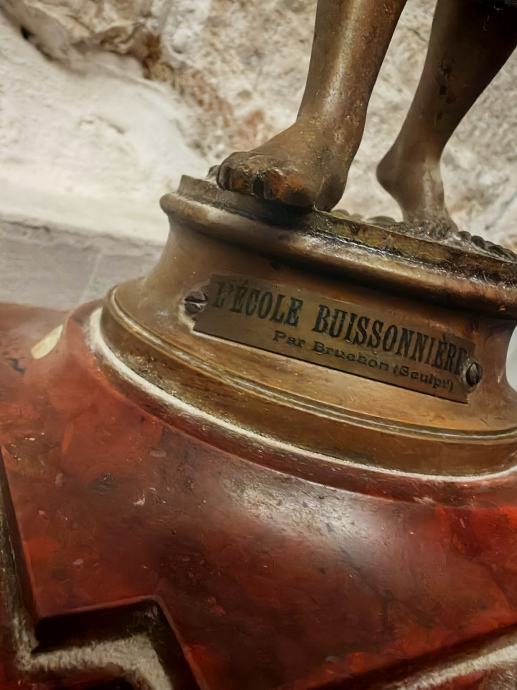 L'ÉCOLE BUISSONNIÈRE
Par Bruchon (Sculpt)